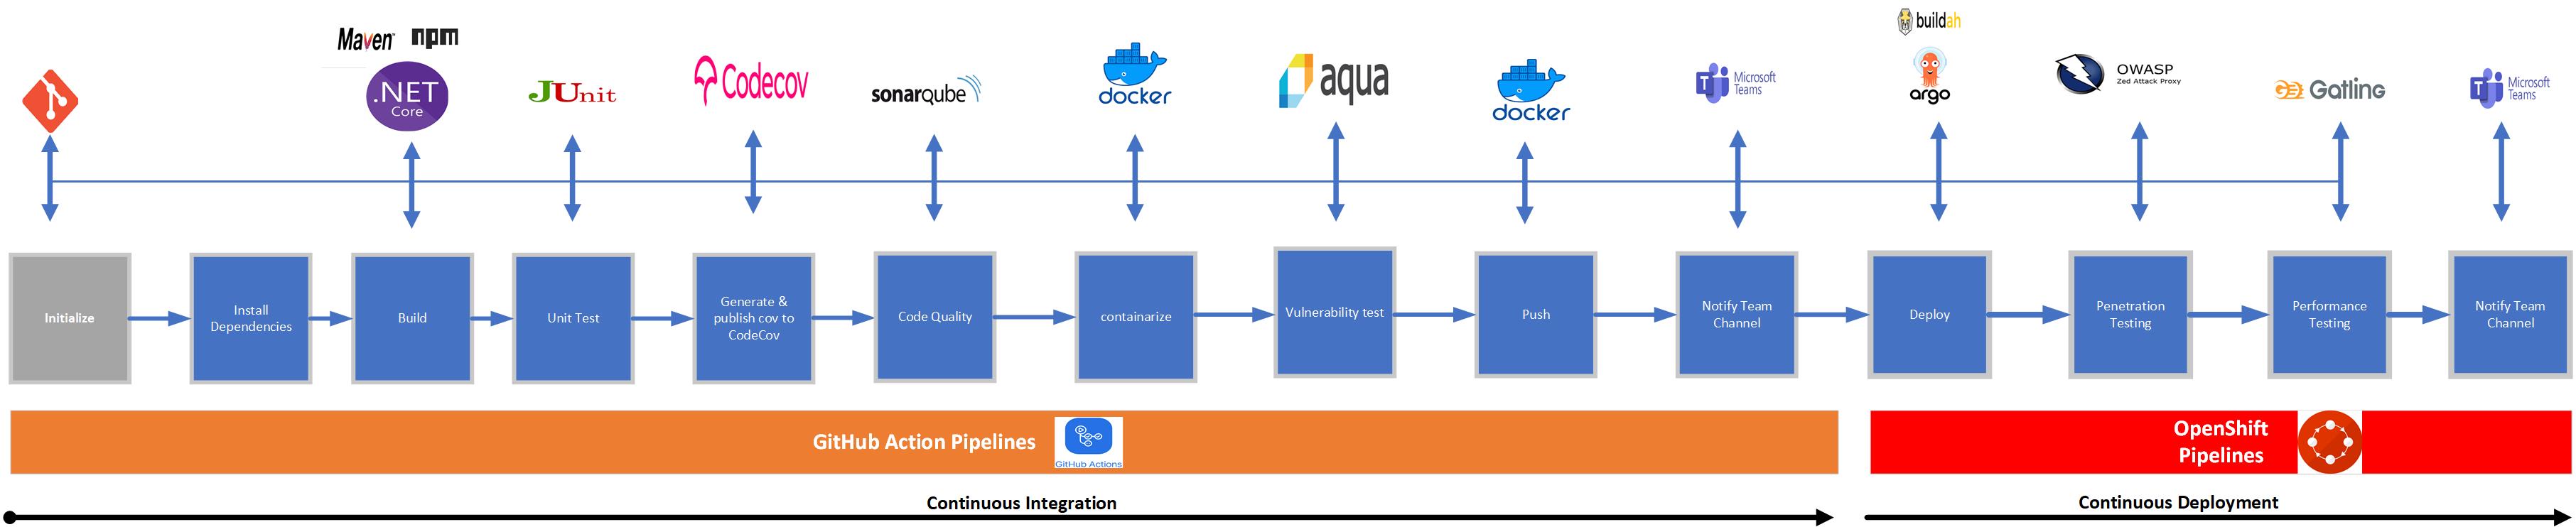 Maven
npm
.NET
Core
JUnit
Codecov
sonarqube
docker
aqua
docker
Microsoft
Teams
buildah
argo
OWASP
Zed Attack Proxy
Gatling
Microsoft
Teams
Initialize
Install
Dependencies
Build
Unit Test
Generate &
publish cov to
CodeCov
Code Quality
containarize
Vulnerability test
Push
Notify Team
Channel
Deploy
Penetration
Testing
Performance
Testing
Notify Team
Channel
GitHub Action Pipelines
GitHub Actions
OpenShift
Pipelines
Continuous Integration
Continuous Deployment